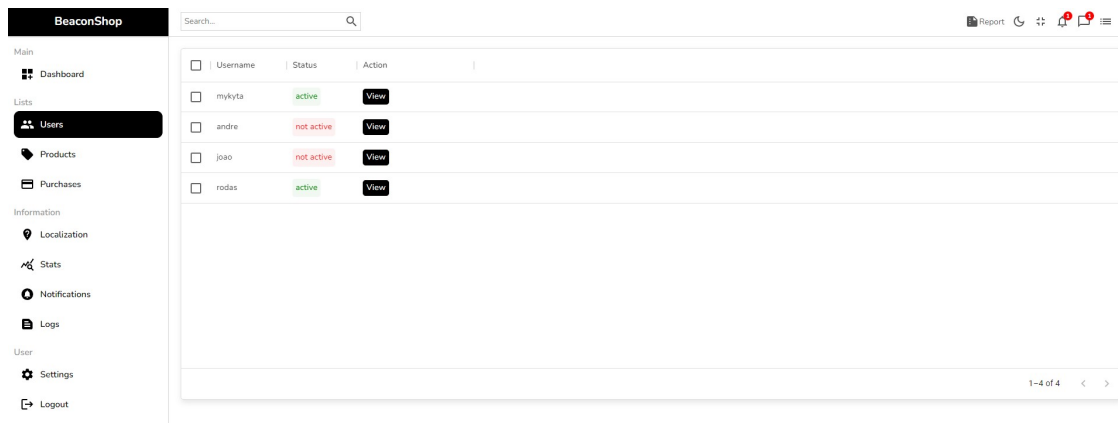 BeaconShop
Search...
Report
1
1
Main
Dashboard
Lists
Users
Products
Purchases
Information
Localization
Stats
Notifications
Logs
User
Settings
Logout
Username Status Action
mykyta active View
andre not active View
joao not active View
rodas active View
1–4 of 4